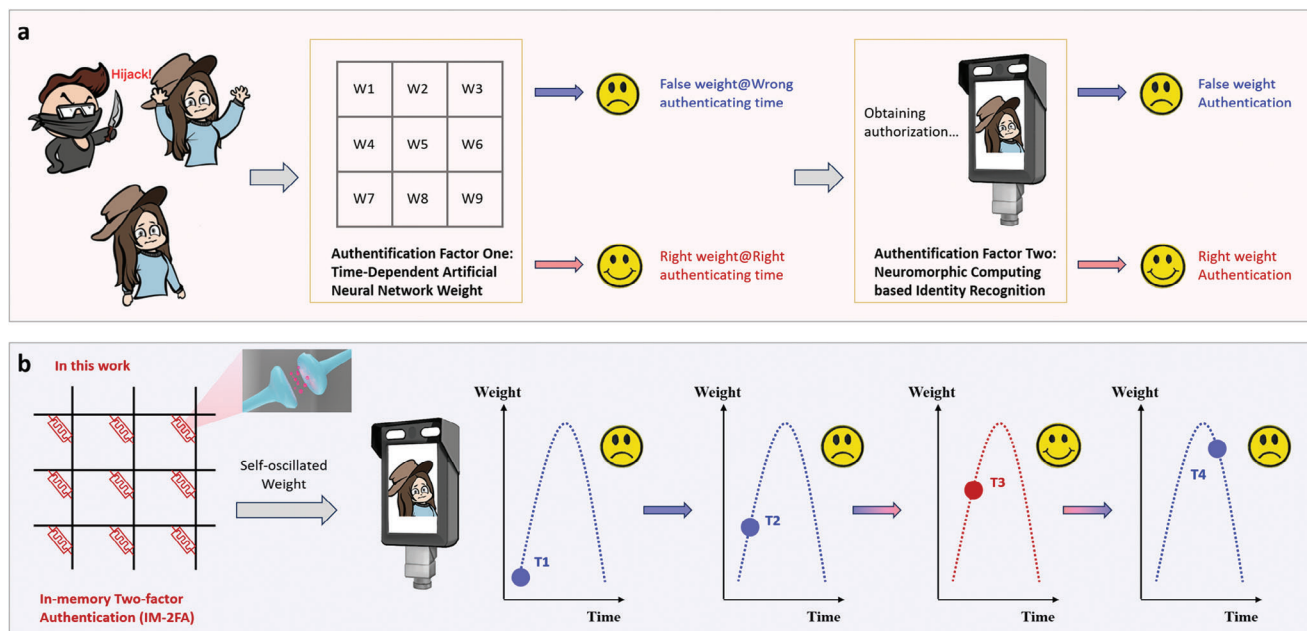 a
Hijack!
W1 W2 W3
W4 W5 W6
W7 W8 W9
Authentification Factor One:
Time-Dependent Artificial
Neural Network Weight
False weight@Wrong
authenticating time
Right weight@Right
authenticating time
Obtaining
authorization...
Authentification Factor Two:
Neuromorphic Computing
based Identity Recognition
False weight
Authentication
Right weight
Authentication
b
In this work
In-memory Two-factor
Authentication (IM-2FA)
Self-oscillated
Weight
Weight
T1
Time
Weight
T2
Time
Weight
T3
Time
Weight
T4
Time